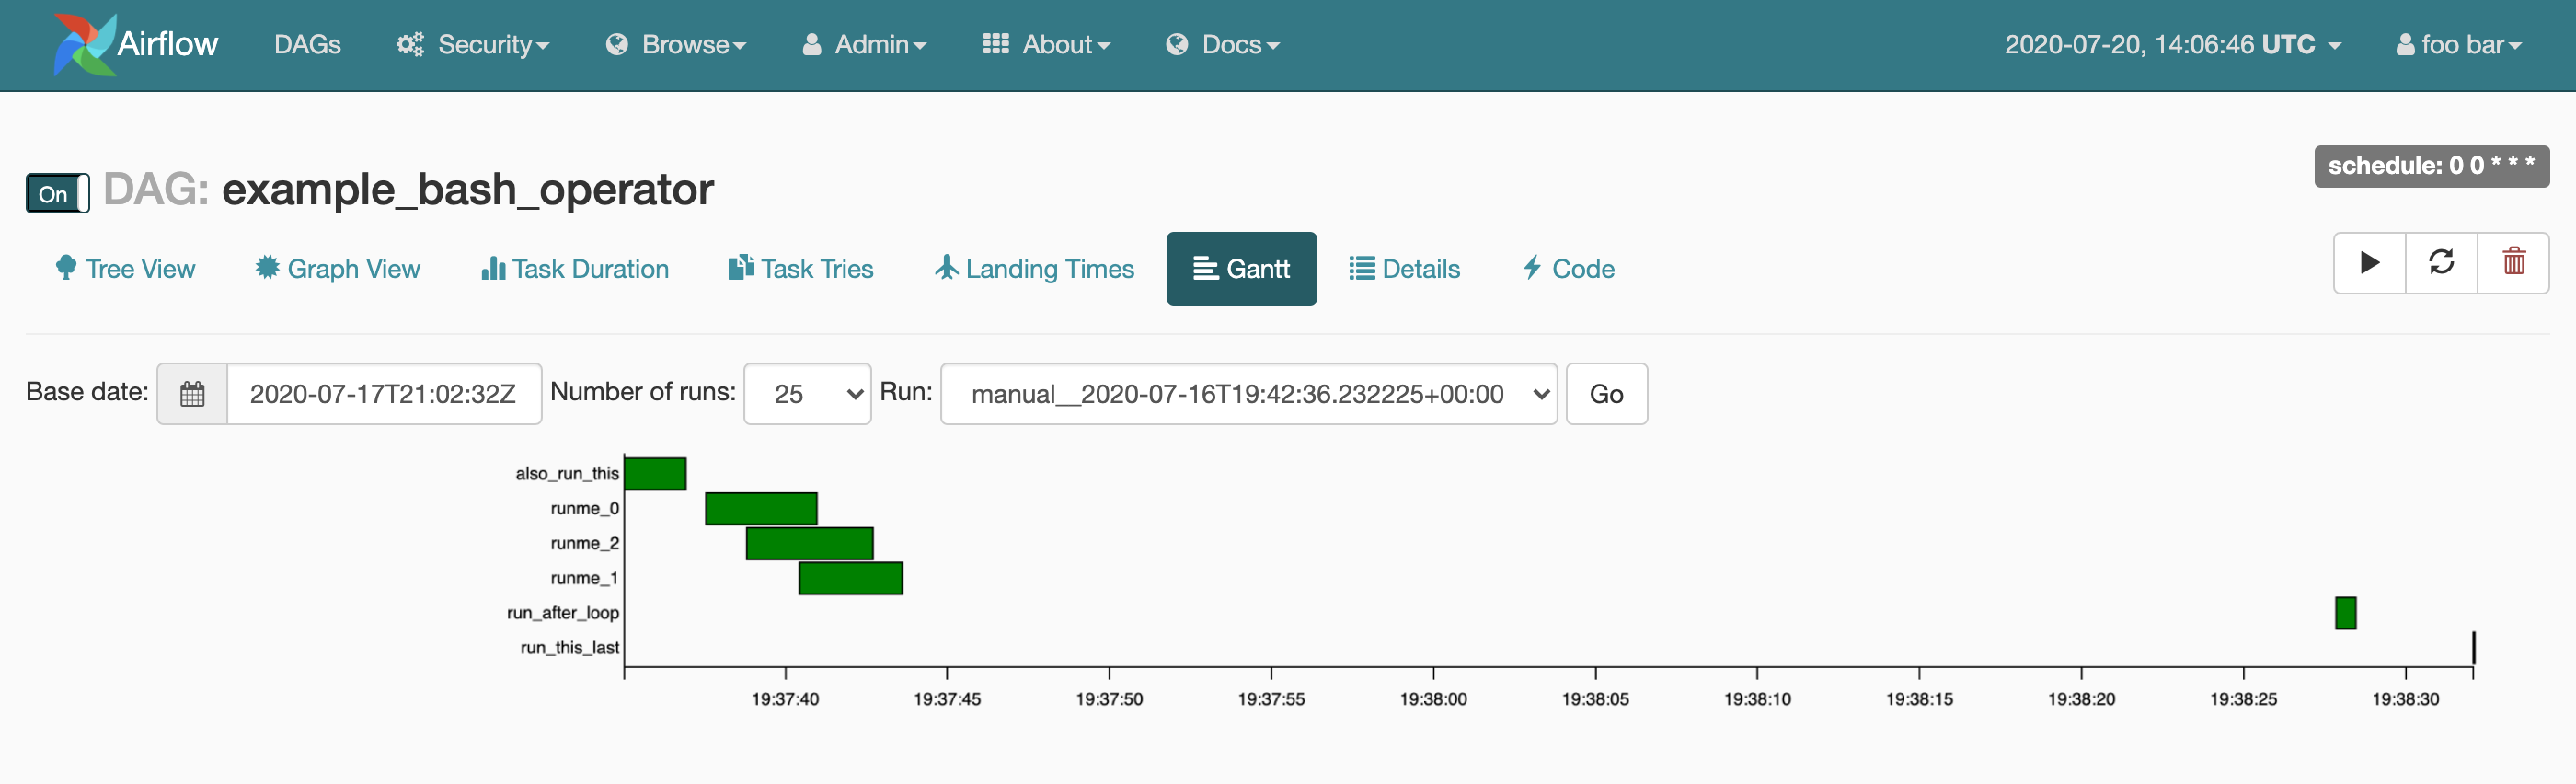 Airflow DAGs Security Browse Admin About Docs 2020-07-20, 14:06:46 UTC foo bar
schedule: 0 0 * * *
On DAG: example_bash_operator
Tree View Graph View Task Duration Task Tries Landing Times Gantt Details Code
Base date: 2020-07-17T21:02:32Z Number of runs: 25 Run: manual__2020-07-16T19:42:36.232225+00:00 Go
also_run_this
runme_0
runme_2
runme_1
run_after_loop
run_this_last
19:37:40 19:37:45 19:37:50 19:37:55 19:38:00 19:38:05 19:38:10 19:38:15 19:38:20 19:38:25 19:38:30